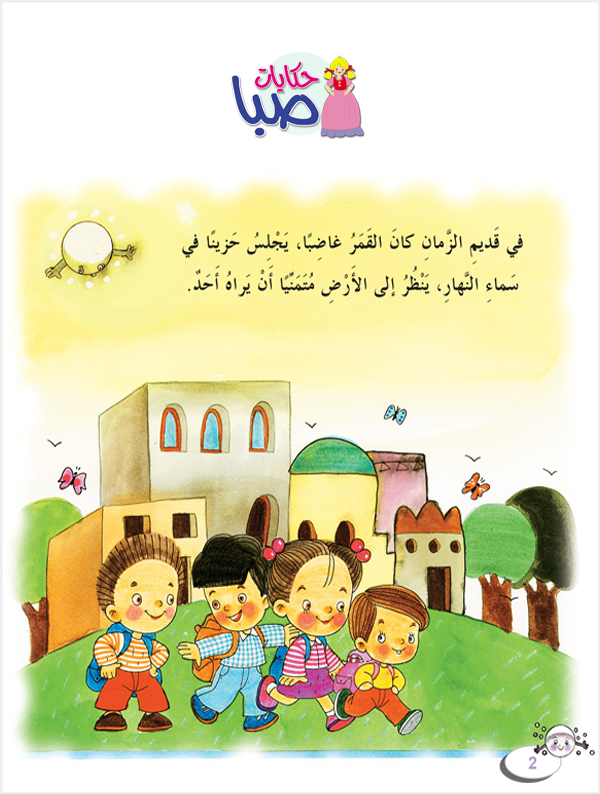 حكايات
صبا
في قَديمِ الزَّمانِ كانَ القَمَرُ غاضِبًا، يَجْلِسُ حَزينًا في
سَماءِ النَّهارِ، يَنْظُرُ إلى الأَرْضِ مُتَمَنِّيًا أَنْ يَراهُ أَحَدٌ.
2